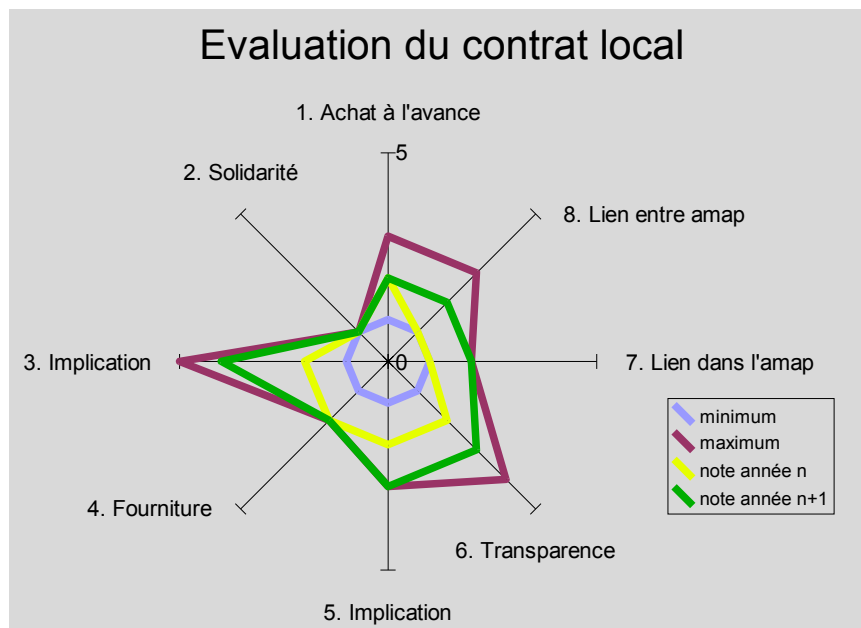 Evaluation du contrat local
1. Achat à l'avance
5
2. Solidarité
8. Lien entre amap
3. Implication
0
7. Lien dans l'amap
minimum
maximum
note année n
note année n+1
4. Fourniture
6. Transparence
5. Implication